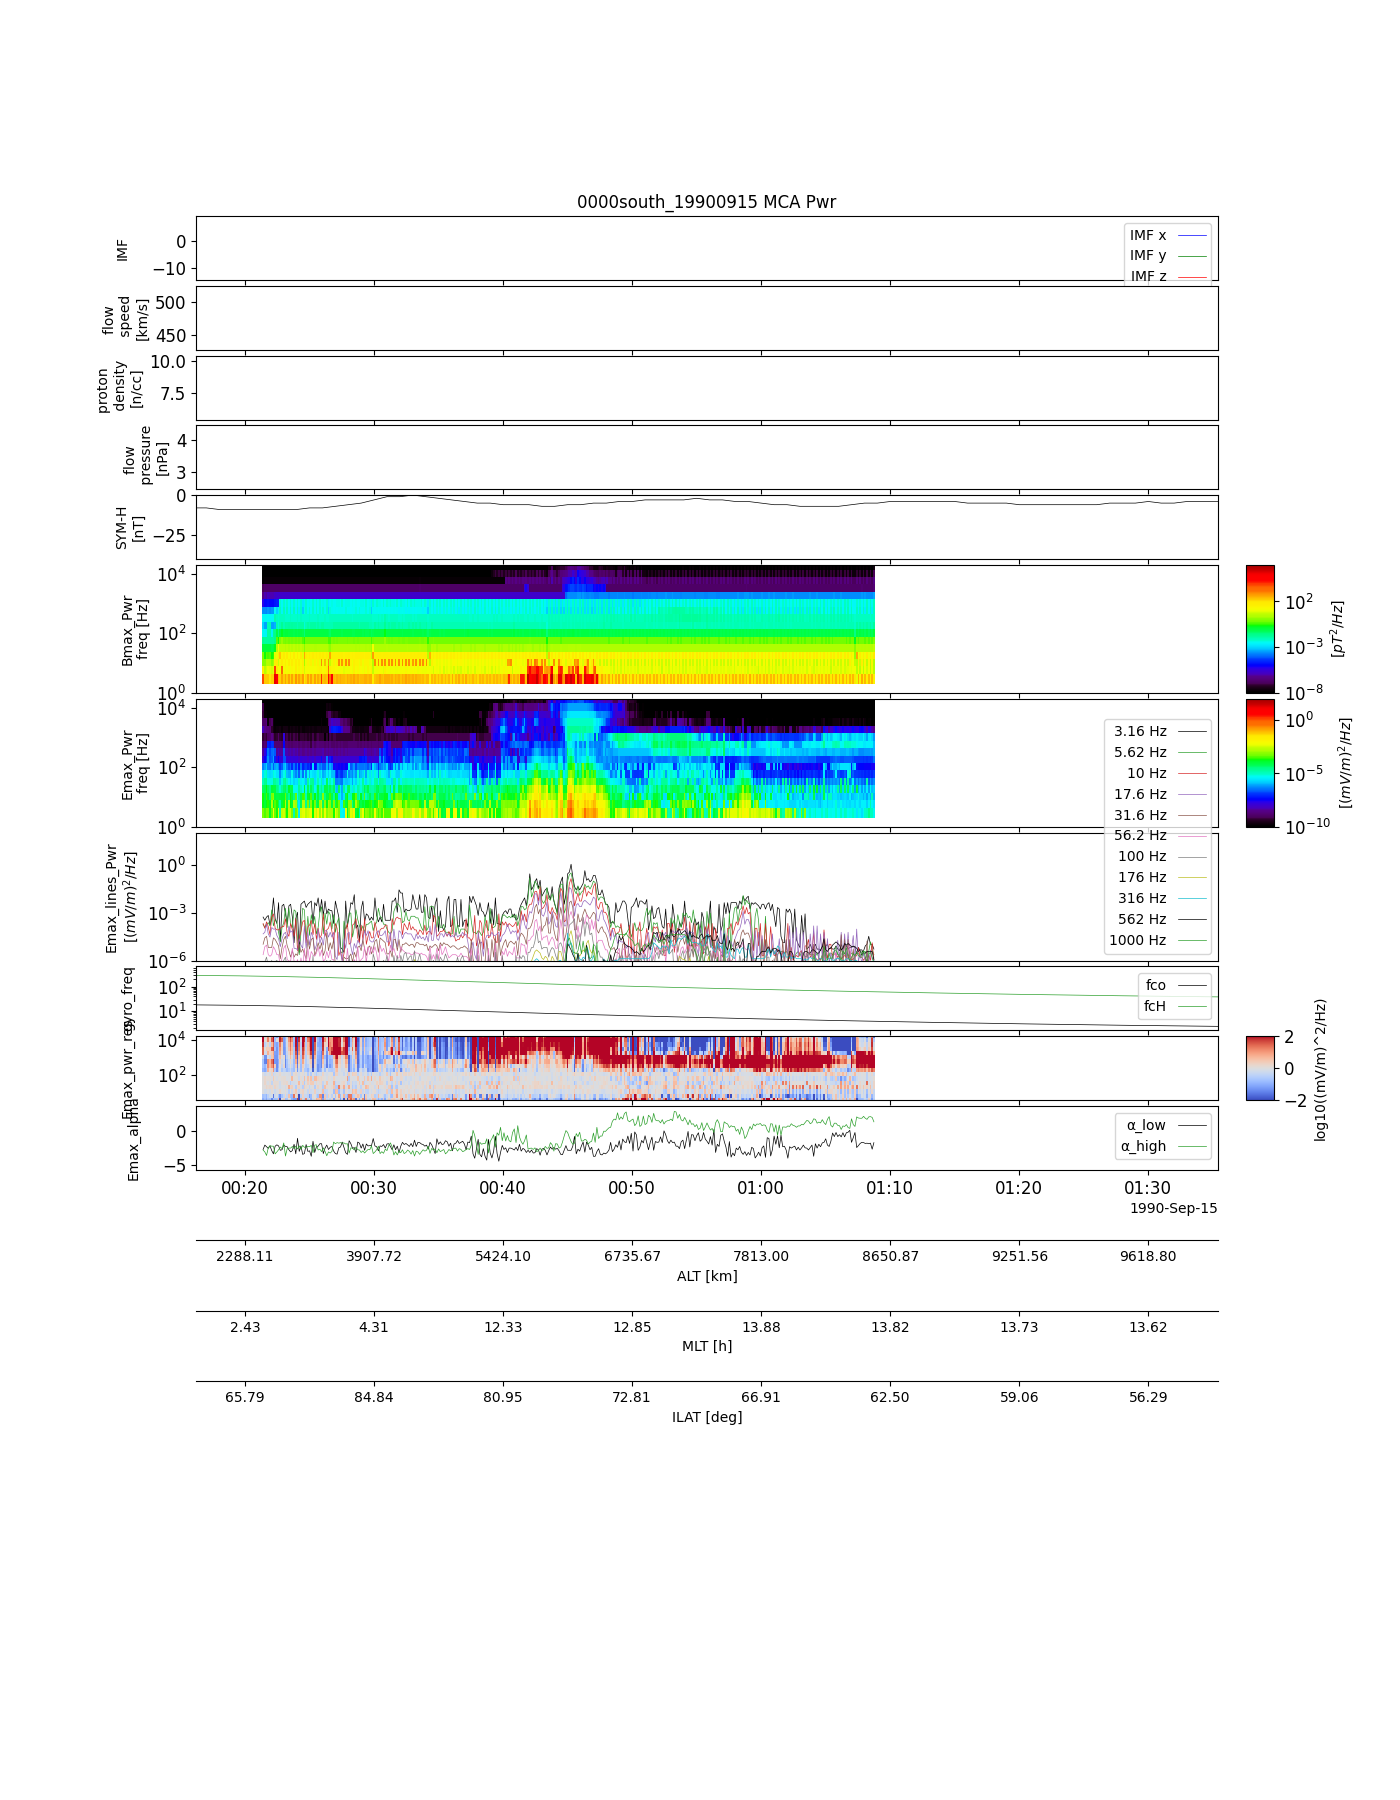 0000south_19900915 MCA Pwr
IMF
0
−10
IMF x
IMF y
IMF z
flow
speed
[km/s]
500
450
proton
density
[n/cc]
10.0
7.5
flow
pressure
[nPa]
4
3
SYM-H
[nT]
0
−25
Bmax_Pwr
freq [Hz]
10^4
10^2
10^0
10^2
10^−3
10^−8
[pT^2/Hz]
Emax_Pwr
freq [Hz]
10^4
10^2
10^0
10^0
10^−5
10^−10
[(mV/m)^2/Hz]
3.16 Hz
5.62 Hz
10 Hz
17.6 Hz
31.6 Hz
56.2 Hz
100 Hz
176 Hz
316 Hz
562 Hz
1000 Hz
Emax_lines_Pwr
[(mV/m)^2/Hz]
10^0
10^−3
10^−6
gyro_freq
10^2
10^1
fco
fcH
10^4
10^2
2
0
−2
log10((mV/m)^2/Hz)
Emax_alpha
0
−5
α_low
α_high
00:20 00:30 00:40 00:50 01:00 01:10 01:20 01:30
1990-Sep-15
2288.11 3907.72 5424.10 6735.67 7813.00 8650.87 9251.56 9618.80
ALT [km]
2.43 4.31 12.33 12.85 13.88 13.82 13.73 13.62
MLT [h]
65.79 84.84 80.95 72.81 66.91 62.50 59.06 56.29
ILAT [deg]